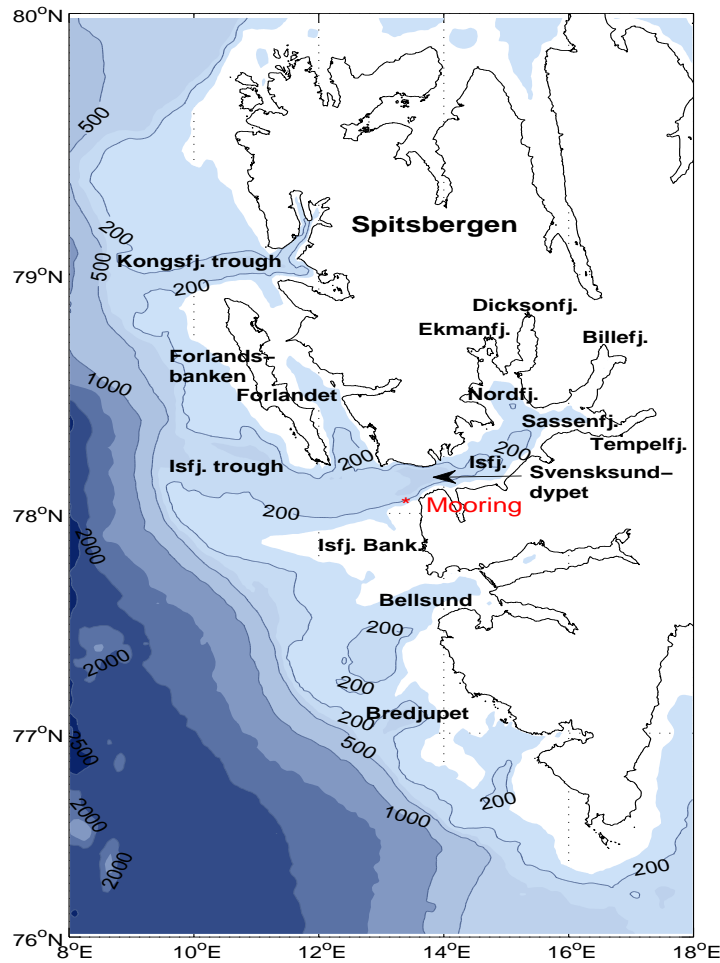 80°N
500
Spitsbergen
200
500
Kongsfj. trough
79°N
200
Dicksonfj.
Ekmanfj.
Billefj.
Forlands–
banken
1000
Forlandet
Nordfj.
Sassenfj.
Tempelfj.
200
200
Isfj. trough
Isfj.
Svensksund–
dypet
Mooring
*
78°N
200
2000
Isfj. Bank.
Bellsund
200
2000
200
Bredjupet
200
77°N
500
2500
200
1000
2000
2000
200
76°N
8°E
10°E
12°E
14°E
16°E
18°E